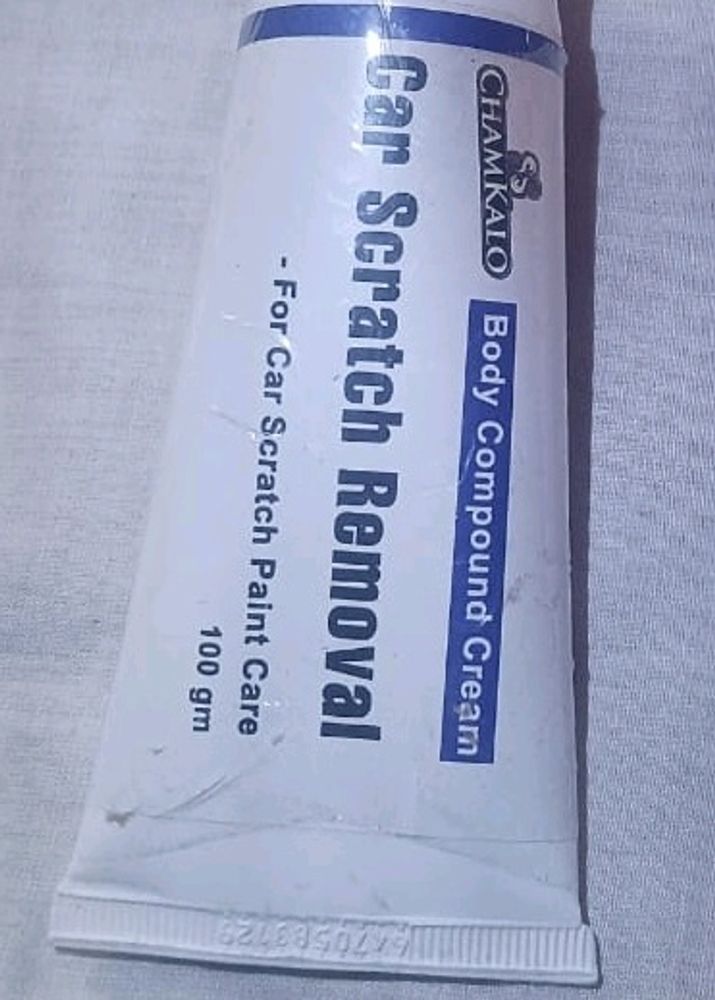 CHAMKALO
Body Compound Cream
Car Scratch Removal
- For Car Scratch Paint Care
100 gm